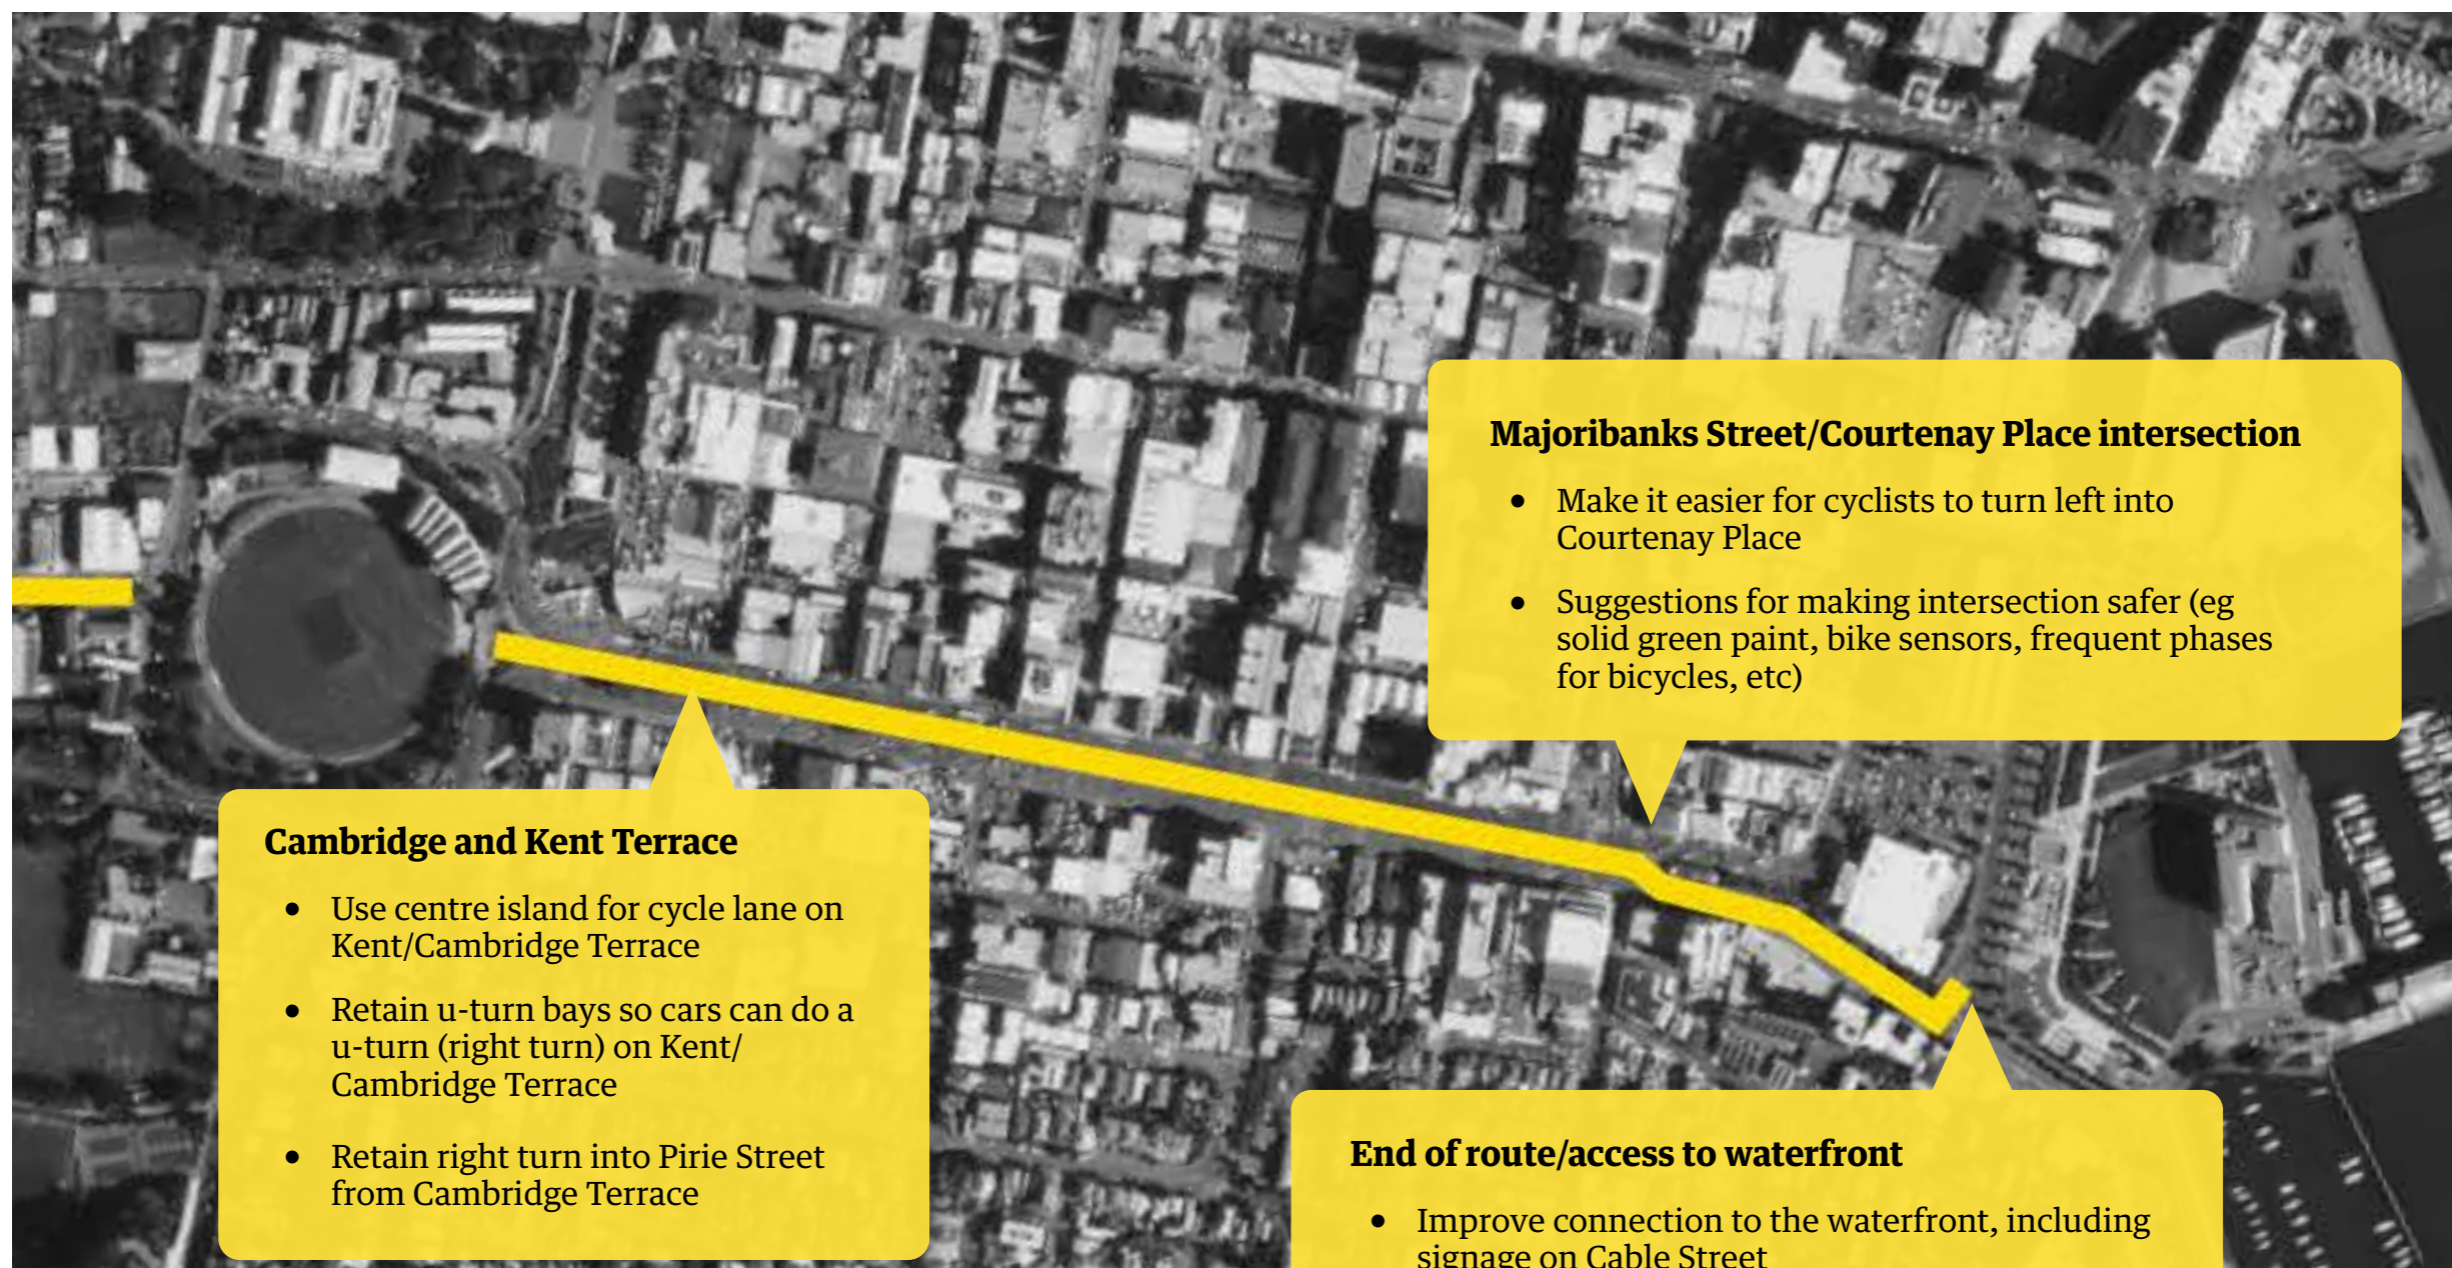 Majoribanks Street/Courtenay Place intersection
• Make it easier for cyclists to turn left into
Courtenay Place
• Suggestions for making intersection safer (eg
solid green paint, bike sensors, frequent phases
for bicycles, etc)
Cambridge and Kent Terrace
• Use centre island for cycle lane on
Kent/Cambridge Terrace
• Retain u-turn bays so cars can do a
u-turn (right turn) on Kent/
Cambridge Terrace
• Retain right turn into Pirie Street
from Cambridge Terrace
End of route/access to waterfront
• Improve connection to the waterfront, including
signage on Cable Street